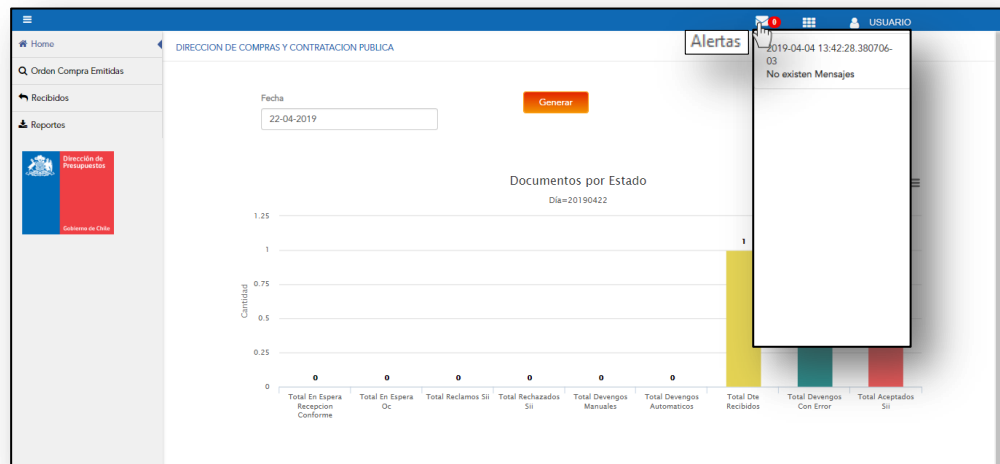 0
USUARIO
Home
Orden Compra Emitidas
Recibidos
Reportes
Dirección de
Presupuestos
Gobierno de Chile
DIRECCION DE COMPRAS Y CONTRATACION PUBLICA
Alertas
2019-04-04 13:42:28.380706-
03
No existen Mensajes
Fecha
22-04-2019
Generar
Documentos por Estado
Día=20190422
Cantidad
1.25
1
0.75
0.5
0.25
0
0
0
0
0
0
0
1
Total En Espera
Recepcion
Conforme
Total En Espera
Oc
Total Reclamos Sii
Total Rechazados
Sii
Total Devengos
Manuales
Total Devengos
Automaticos
Total Dte
Recibidos
Total Devengos
Con Error
Total Aceptados
Sii